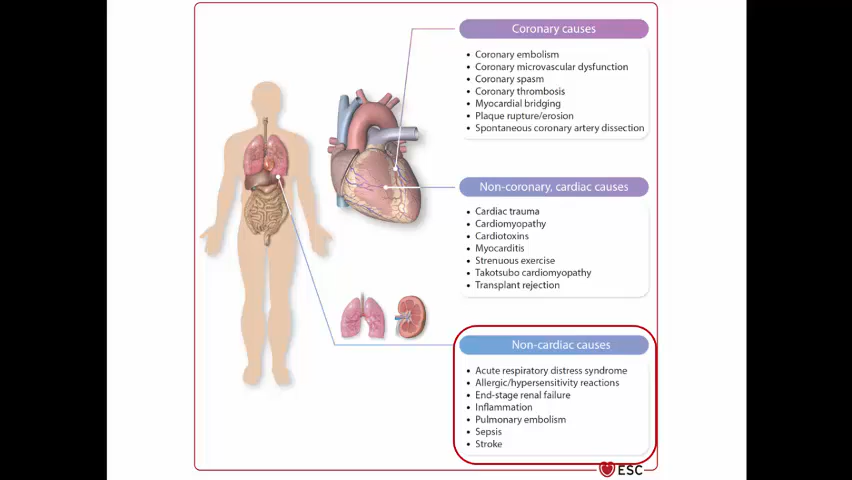 Coronary causes
• Coronary embolism
• Coronary microvascular dysfunction
• Coronary spasm
• Coronary thrombosis
• Myocardial bridging
• Plaque rupture/erosion
• Spontaneous coronary artery dissection
Non-coronary, cardiac causes
• Cardiac trauma
• Cardiomyopathy
• Cardiotoxins
• Myocarditis
• Strenuous exercise
• Takotsubo cardiomyopathy
• Transplant rejection
Non-cardiac causes
• Acute respiratory distress syndrome
• Allergic/hypersensitivity reactions
• End-stage renal failure
• Inflammation
• Pulmonary embolism
• Sepsis
• Stroke
ESC